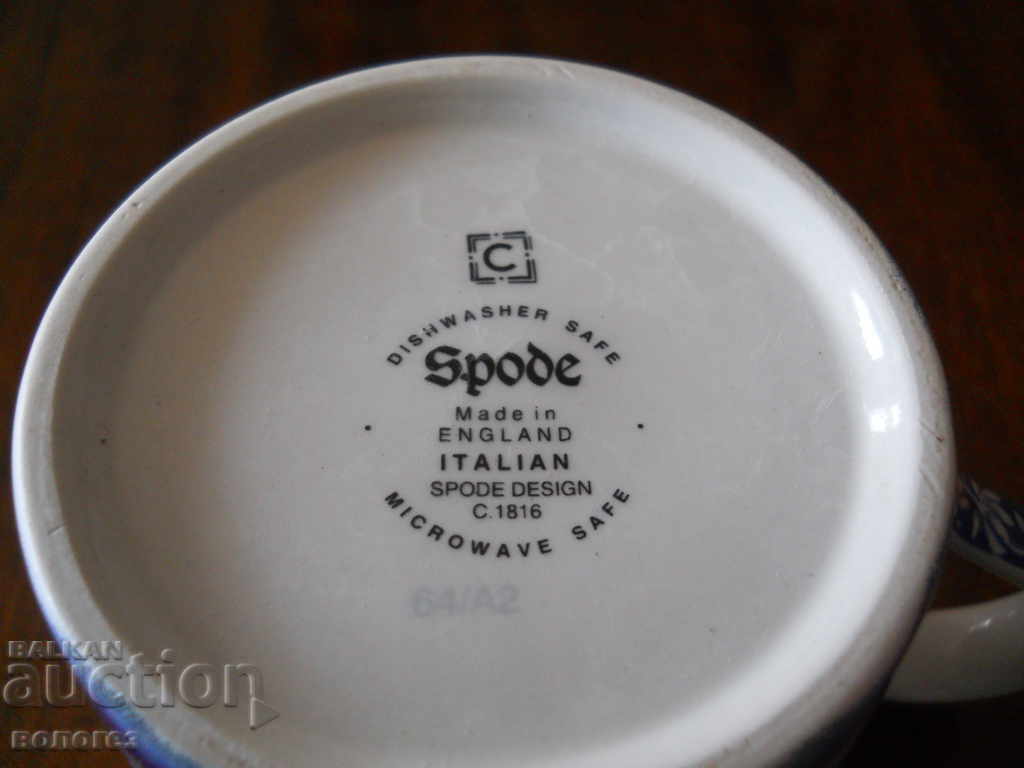 C
DISHWASHER SAFE
Spode
Made in
ENGLAND
ITALIAN
SPODE DESIGN
C.1816
MICROWAVE SAFE
64/A2
BALKAN
auction
вологез